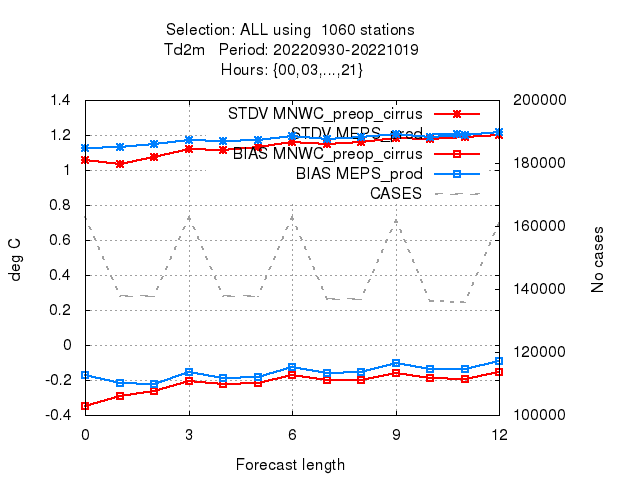 Selection: ALL using  1060 stations
Td2m   Period: 20220930-20221019
Hours: {00,03,...,21}
1.4
1.2
1
0.8
0.6
0.4
0.2
0
-0.2
-0.4
deg C
200000
180000
160000
140000
120000
100000
No cases
STDV MNWC_preop_cirrus
STDV MEPS_prod
BIAS MNWC_preop_cirrus
BIAS MEPS_prod
CASES
0 3 6 9 12
Forecast length